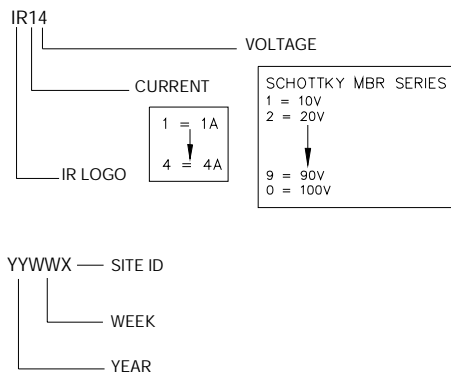 IR14
VOLTAGE
CURRENT
IR LOGO
1 = 1A
4 = 4A
SCHOTTKY MBR SERIES
1 = 10V
2 = 20V
9 = 90V
0 = 100V
YYWWX
SITE ID
WEEK
YEAR